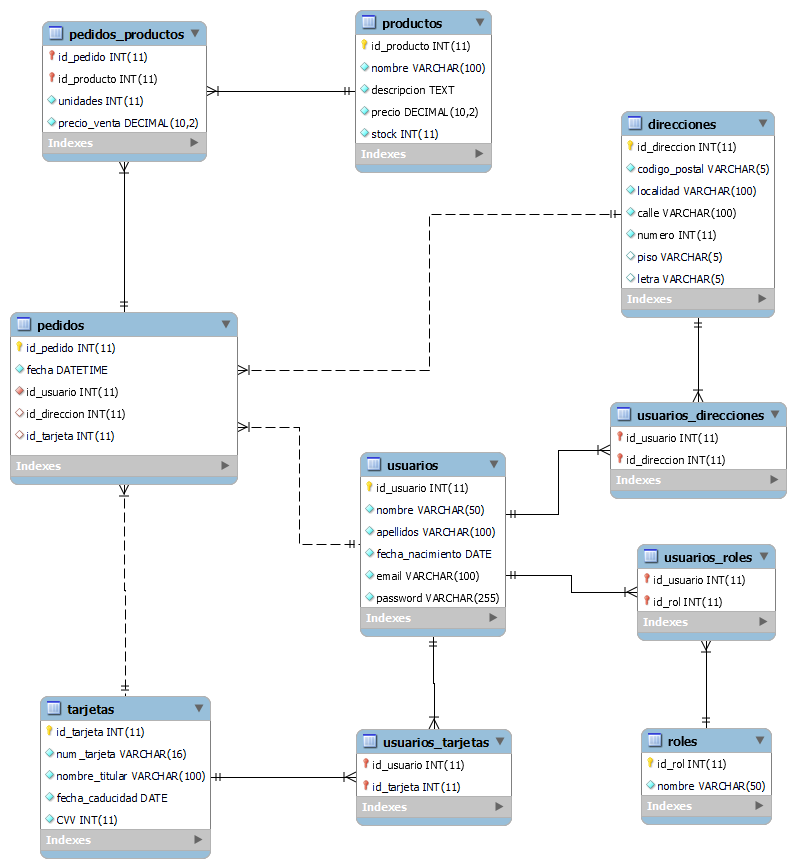 pedidos_productos
id_pedido INT(11)
id_producto INT(11)
unidades INT(11)
precio_venta DECIMAL(10,2)
Indexes
productos
id_producto INT(11)
nombre VARCHAR(100)
descripcion TEXT
precio DECIMAL(10,2)
stock INT(11)
Indexes
direcciones
id_direccion INT(11)
codigo_postal VARCHAR(5)
localidad VARCHAR(100)
calle VARCHAR(100)
numero INT(11)
piso VARCHAR(5)
letra VARCHAR(5)
Indexes
pedidos
id_pedido INT(11)
fecha DATETIME
id_usuario INT(11)
id_direccion INT(11)
id_tarjeta INT(11)
Indexes
usuarios
id_usuario INT(11)
nombre VARCHAR(50)
apellidos VARCHAR(100)
fecha_nacimiento DATE
email VARCHAR(100)
password VARCHAR(255)
Indexes
usuarios_direcciones
id_usuario INT(11)
id_direccion INT(11)
Indexes
usuarios_roles
id_usuario INT(11)
id_rol INT(11)
Indexes
tarjetas
id_tarjeta INT(11)
num_tarjeta VARCHAR(16)
nombre_titular VARCHAR(100)
fecha_caducidad DATE
CVV INT(11)
Indexes
usuarios_tarjetas
id_usuario INT(11)
id_tarjeta INT(11)
Indexes
roles
id_rol INT(11)
nombre VARCHAR(50)
Indexes